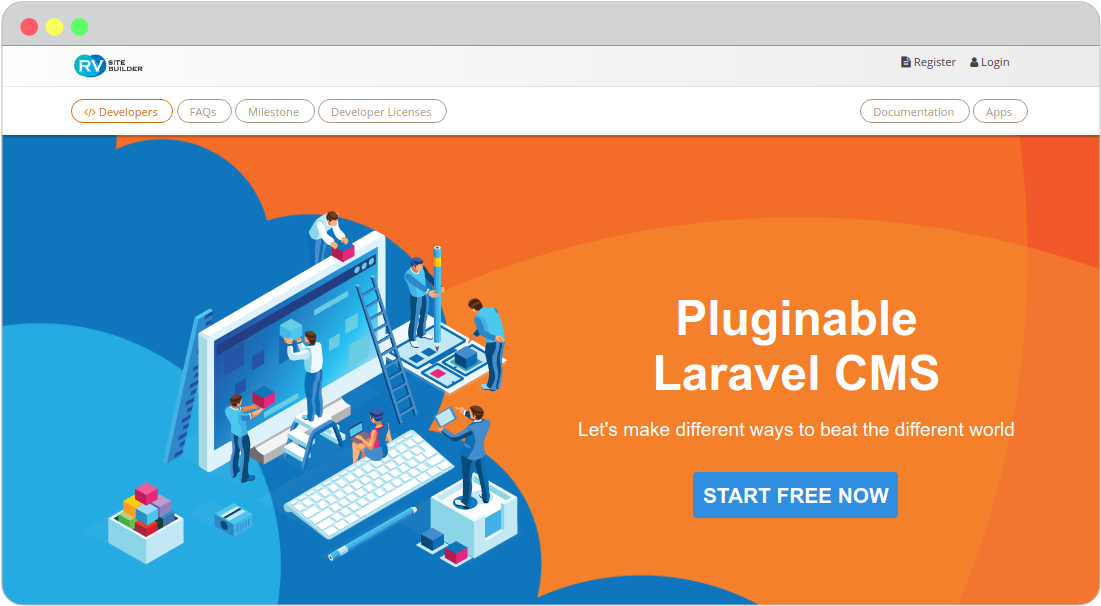 RV SITE BUILDER
Register Login
</> Developers FAQs Milestone Developer Licenses Documentation Apps
Pluginable
Laravel CMS
Let's make different ways to beat the different world
START FREE NOW